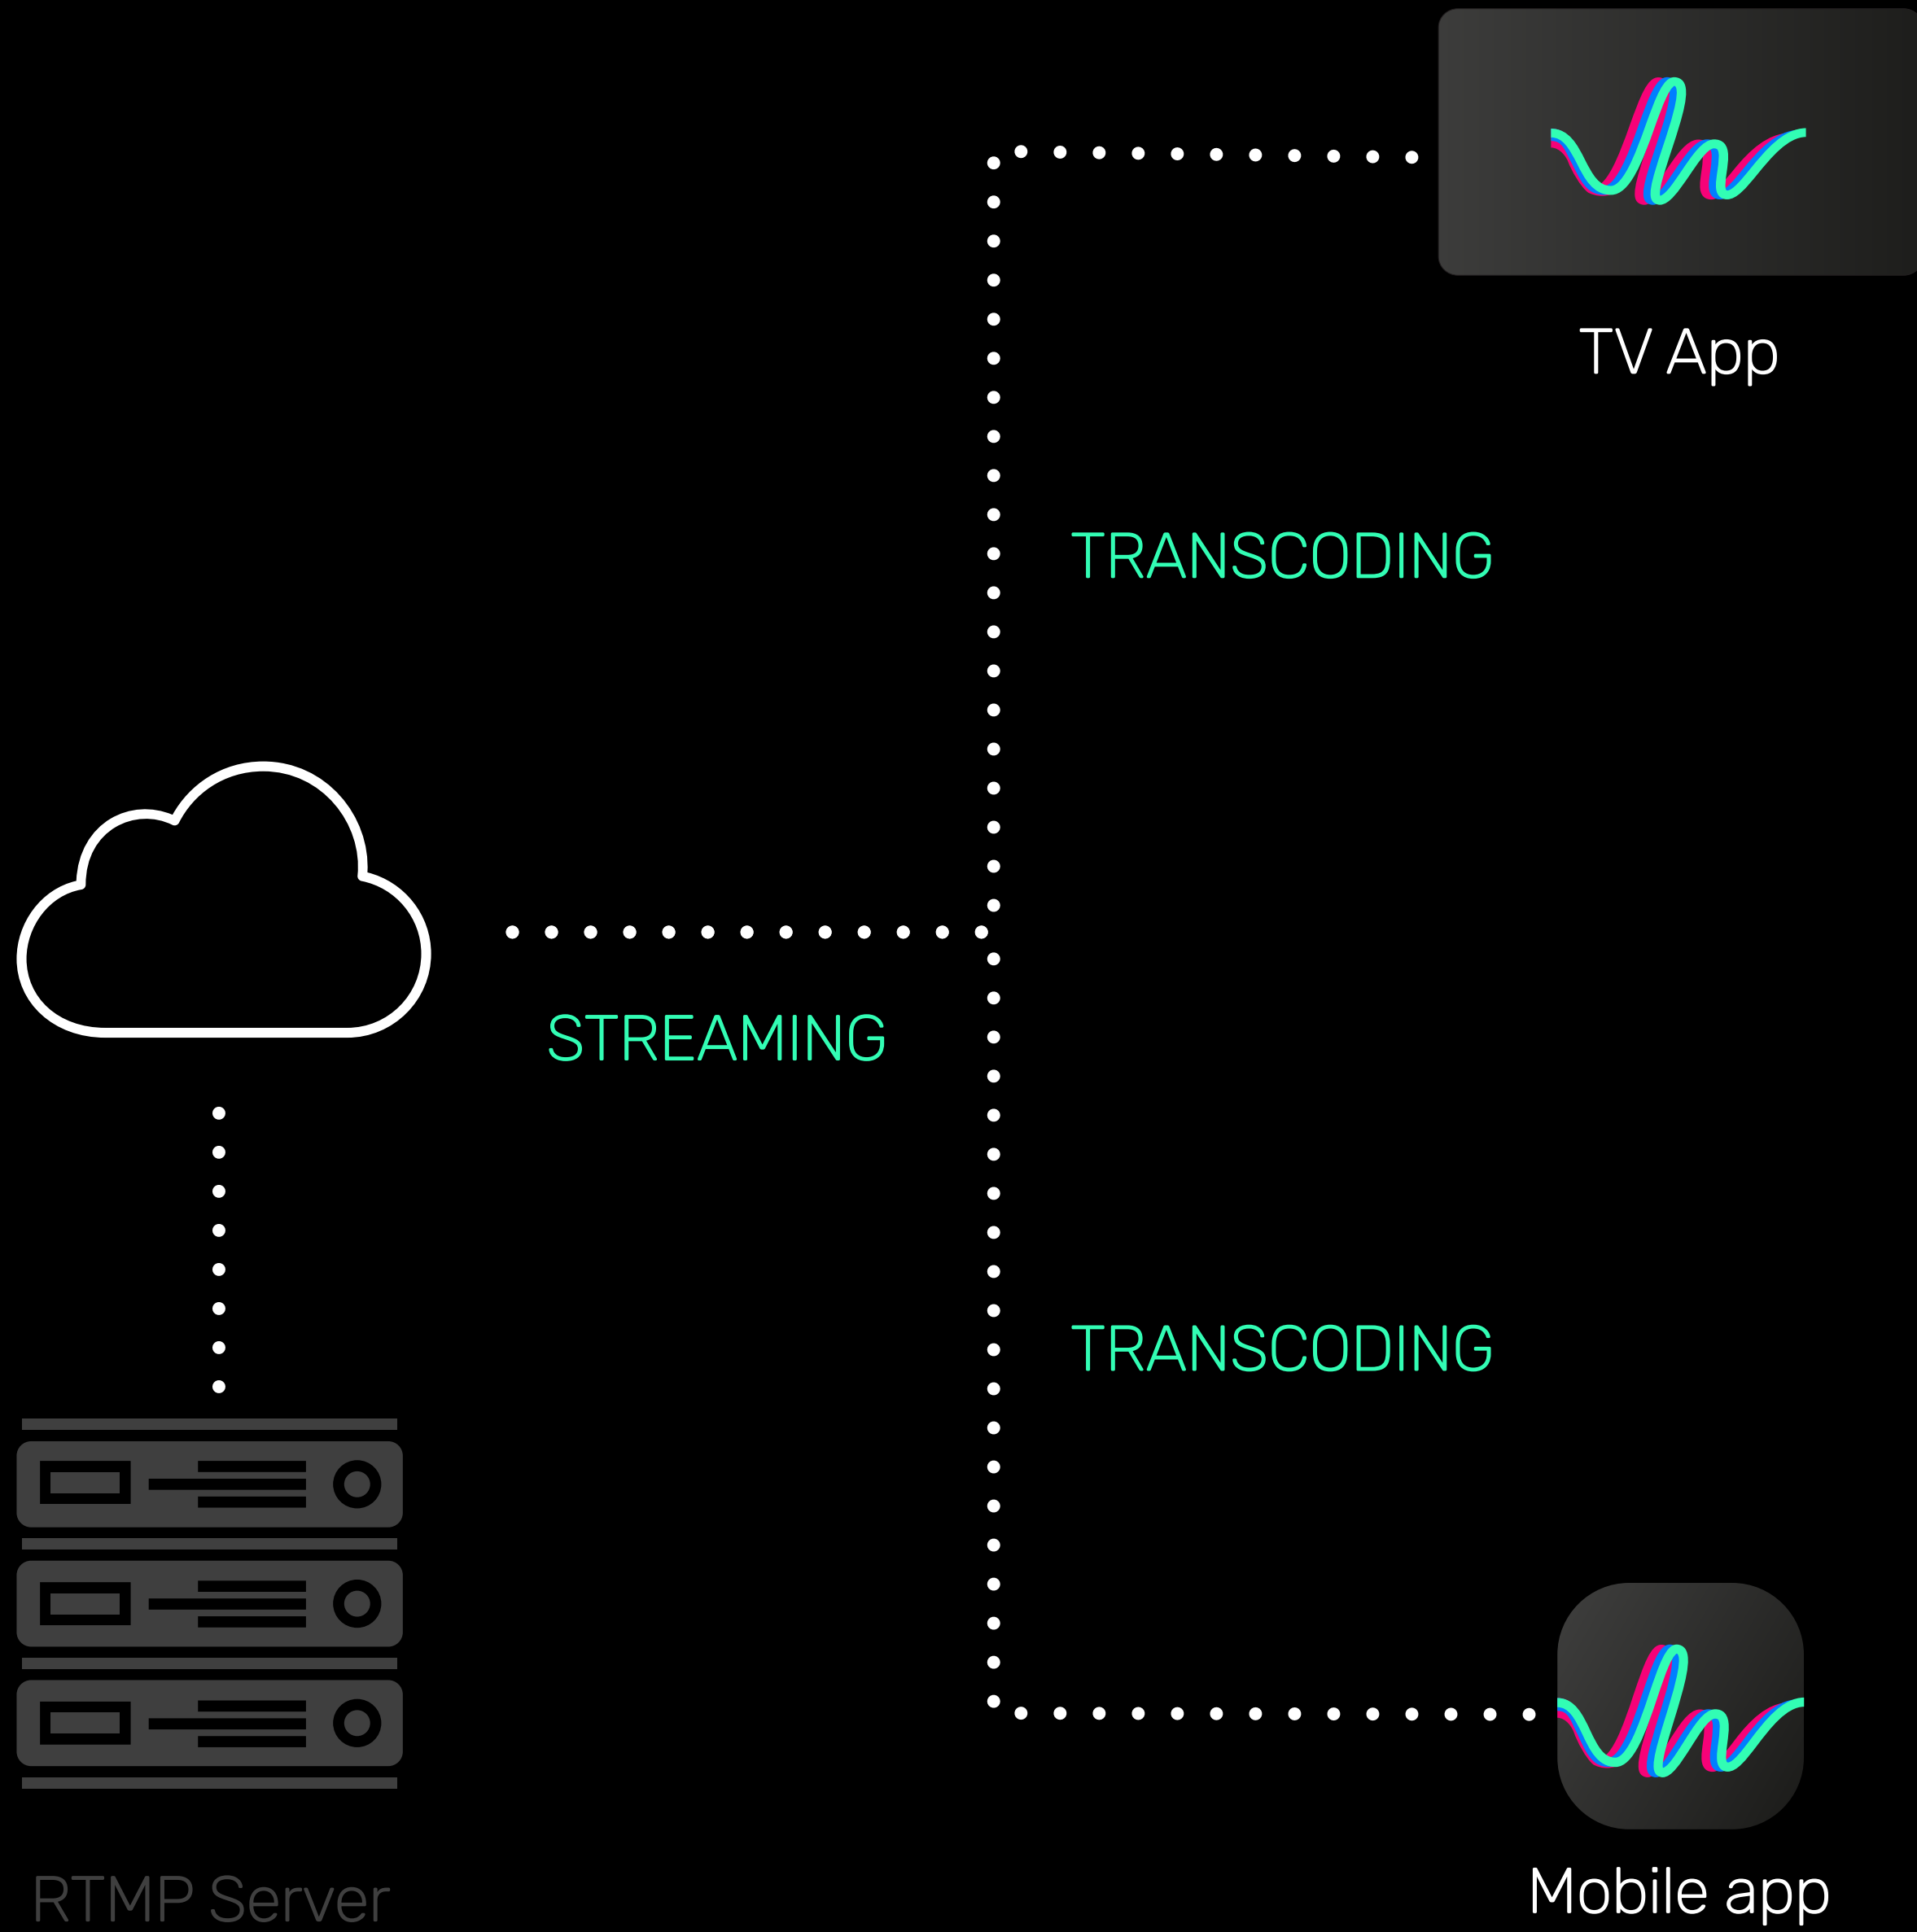 TV App
TRANSCODING
STREAMING
TRANSCODING
RTMP Server
Mobile app